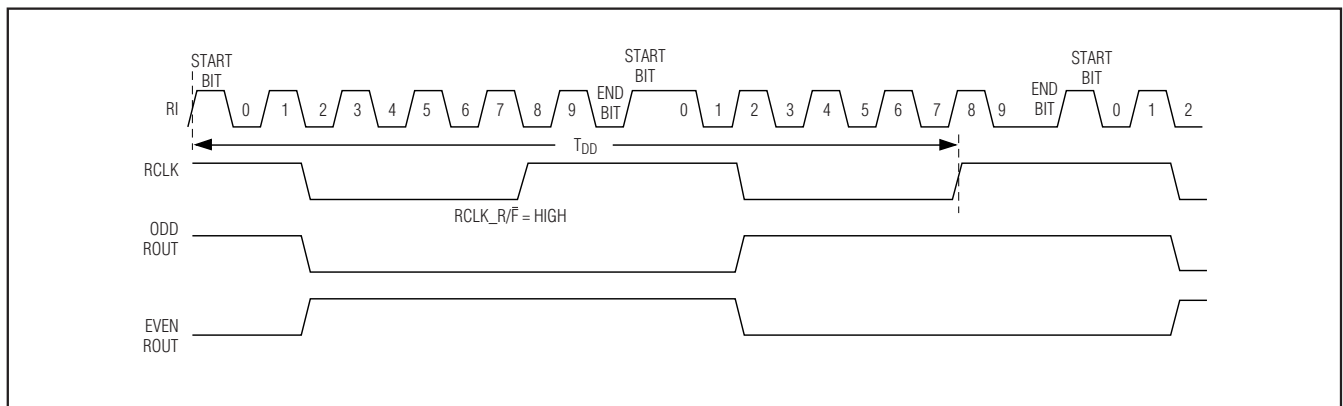 START
BIT
RI
0 1 2 3 4 5 6 7 8 9
END
BIT
START
BIT
0 1 2 3 4 5 6 7 8 9
END
BIT
START
BIT
0 1 2
TDD
RCLK
RCLK_R/F̅ = HIGH
ODD
ROUT
EVEN
ROUT